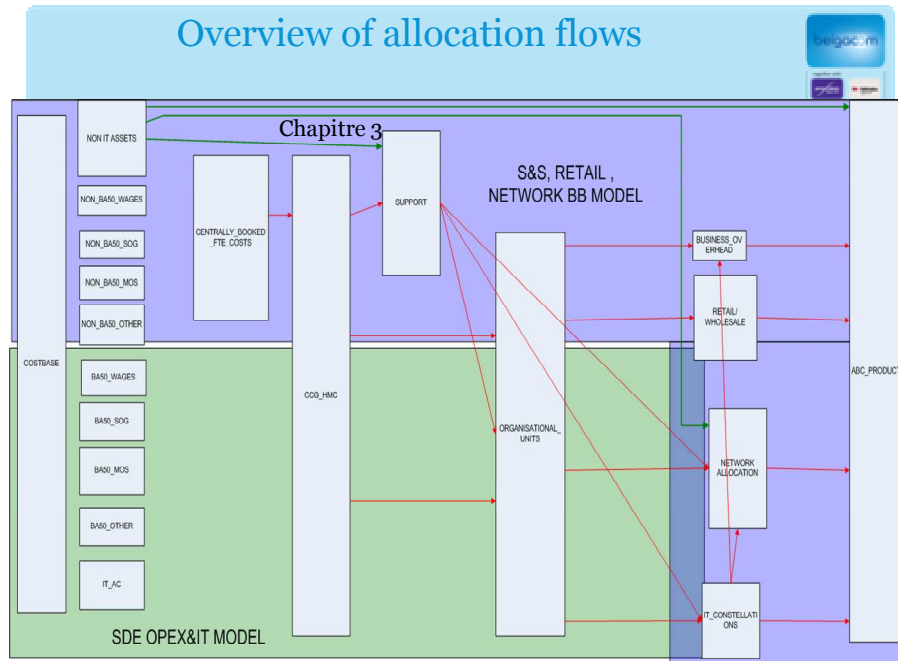 Overview of allocation flows
belgacom
NON IT ASSETS
Chapitre 3
S&S, RETAIL ,
NETWORK BB MODEL
NON_BA50_WAGES
SUPPORT
CENTRALLY_BOOKED
_FTE_COSTS
NON_BA50_SOG
BUSINESS_OV
ERHEAD
NON_BA50_MOS
NON_BA50_OTHER
RETAIL/
WHOLESALE
COSTBASE
BA50_WAGES
ABC_PRODUCT
CCG_HMC
BA50_SOG
ORGANISATIONAL_
UNITS
BA50_MOS
NETWORK
ALLOCATION
BA50_OTHER
IT_AC
IT_CONSTELLATI
ONS
SDE OPEX&IT MODEL